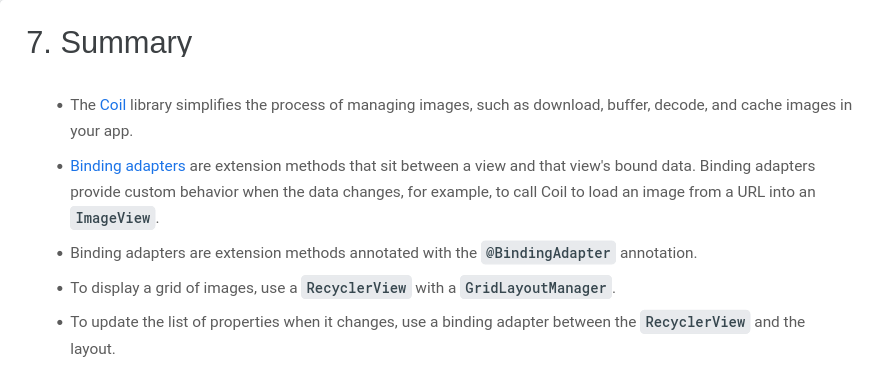 7. Summary
• The Coil library simplifies the process of managing images, such as download, buffer, decode, and cache images in
your app.
• Binding adapters are extension methods that sit between a view and that view's bound data. Binding adapters
provide custom behavior when the data changes, for example, to call Coil to load an image from a URL into an
ImageView.
• Binding adapters are extension methods annotated with the @BindingAdapter annotation.
• To display a grid of images, use a RecyclerView with a GridLayoutManager.
• To update the list of properties when it changes, use a binding adapter between the RecyclerView and the
layout.